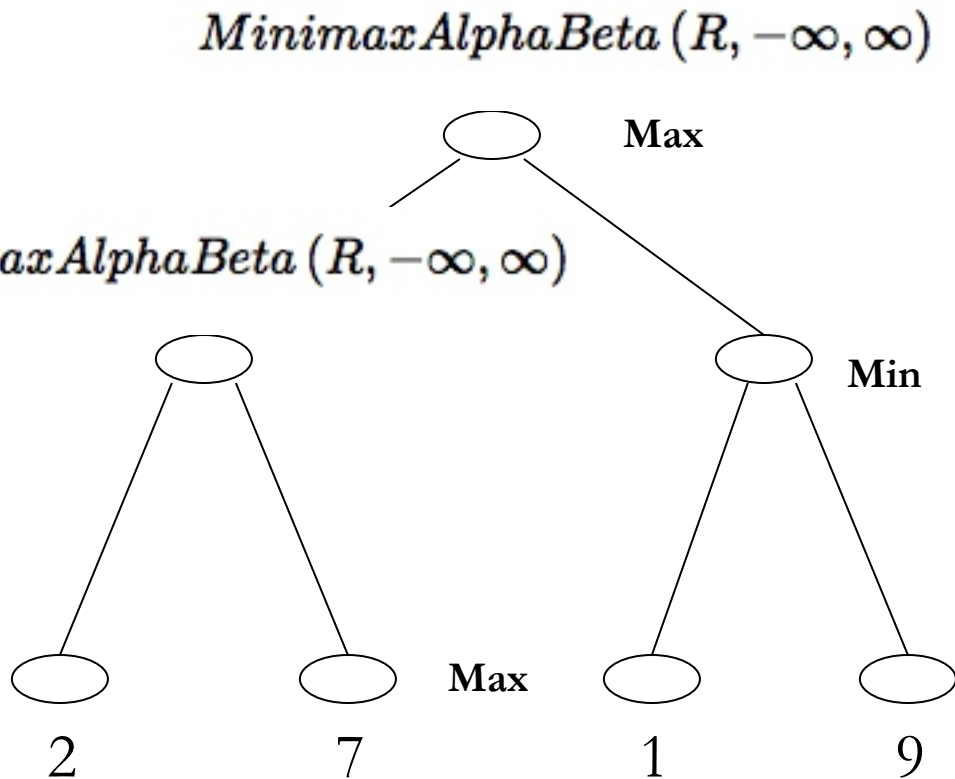 MinimaxAlphaBeta (R, −∞, ∞)
Max
axAlphaBeta (R, −∞, ∞)
Min
Max
2 7 1 9